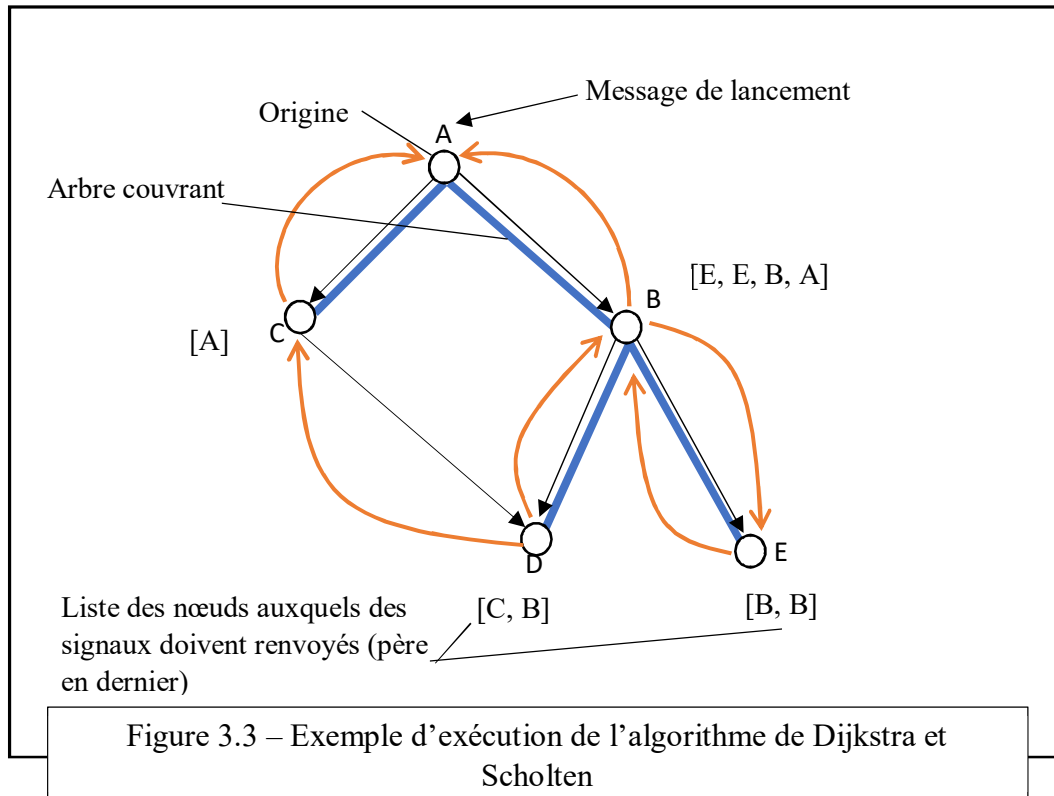 Message de lancement
Origine
A
Arbre couvrant
[E, E, B, A]
B
C
[A]
D
E
Liste des nœuds auxquels des
signaux doivent renvoyés (père
en dernier)
[C, B]
[B, B]
Figure 3.3 – Exemple d’exécution de l’algorithme de Dijkstra et
Scholten